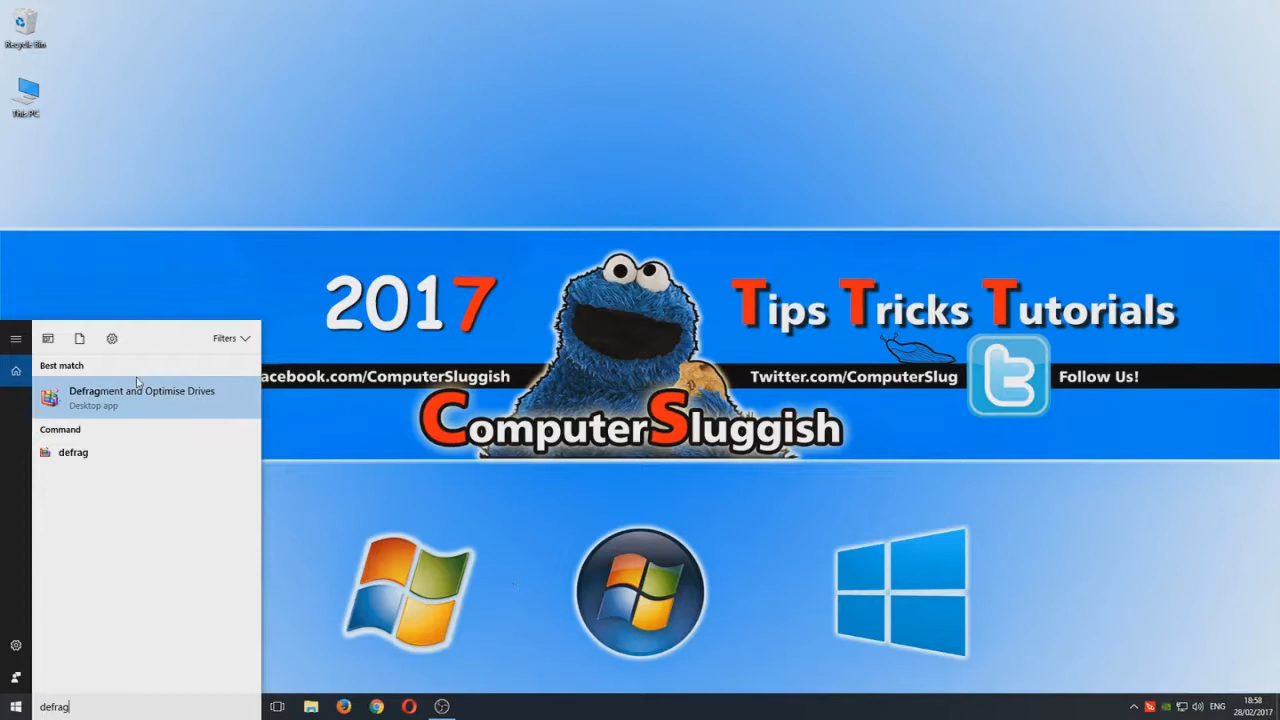 Recycle Bin
This PC
2017
Tips Tricks Tutorials
acebook.com/ComputerSluggish
Twitter.com/ComputerSlug
Follow Us!
ComputerSluggish
Filters
Best match
Defragment and Optimise Drives
Desktop app
Command
defrag
defrag
ENG
18:58
28/02/2017